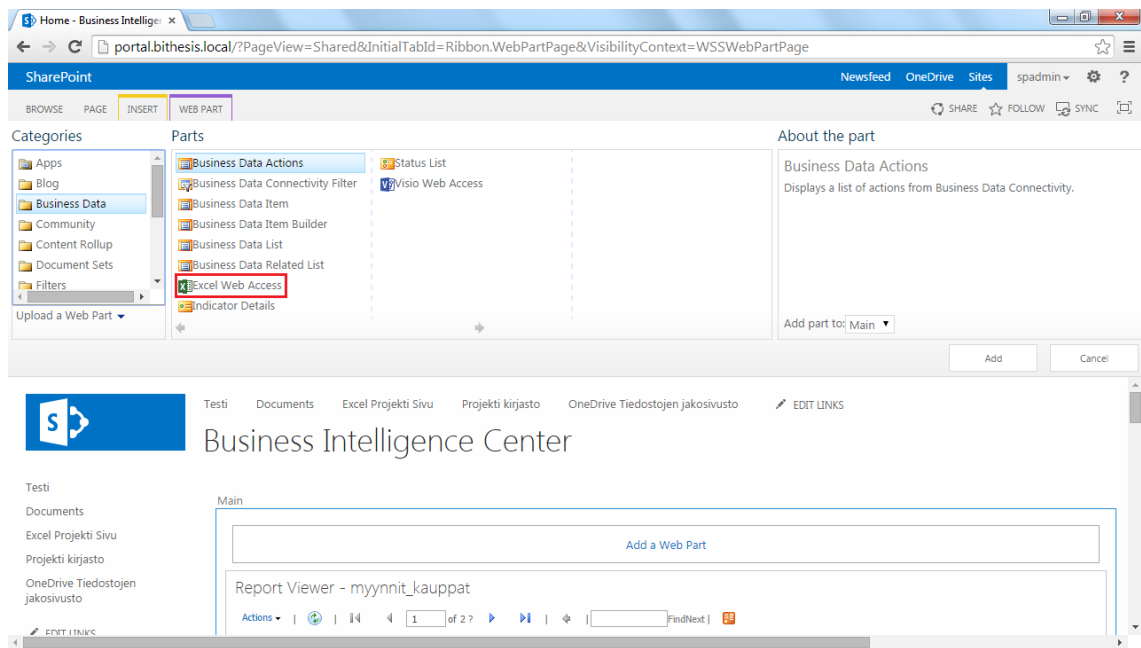 Home - Business Intelliger
portal.bithesis.local/?PageView=Shared&InitialTabId=Ribbon.WebPartPage&VisibilityContext=WSSWebPartPage
SharePoint Newsfeed OneDrive Sites spadmin ?
BROWSE PAGE INSERT WEB PART SHARE FOLLOW SYNC
Categories Parts About the part
Apps Business Data Actions Status List Business Data Actions
Blog Business Data Connectivity Filter Visio Web Access Displays a list of actions from Business Data Connectivity.
Business Data Business Data Item
Community Business Data Item Builder
Content Rollup Business Data List
Document Sets Business Data Related List
Filters Excel Web Access
Upload a Web Part Indicator Details
Add part to: Main
Add Cancel
Testi Documents Excel Projekti Sivu Projekti kirjasto OneDrive Tiedostojen jakosivusto EDIT LINKS
Business Intelligence Center
Testi
Documents
Excel Projekti Sivu
Projekti kirjasto
OneDrive Tiedostojen
jakosivusto
EDIT LINKS
Main
Add a Web Part
Report Viewer - myynnit_kauppat
Actions | | 1 of 2 ? | | FindNext |